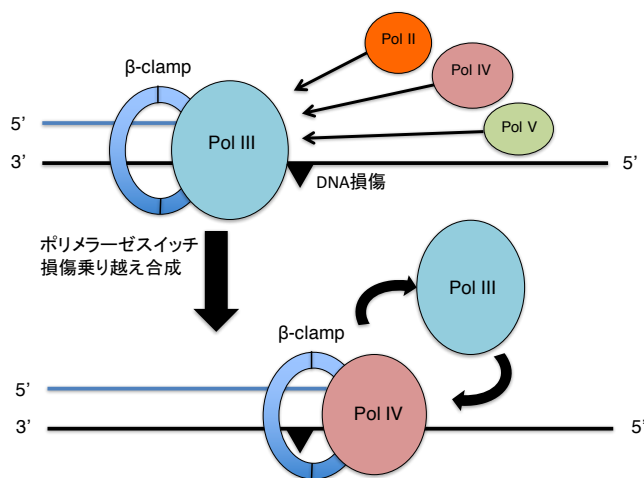 Pol II
Pol IV
Pol V
β-clamp
Pol III
5’
3’
5’
DNA損傷
ポリメラーゼスイッチ
損傷乗り越え合成
Pol III
β-clamp
5’
Pol IV
3’
5’